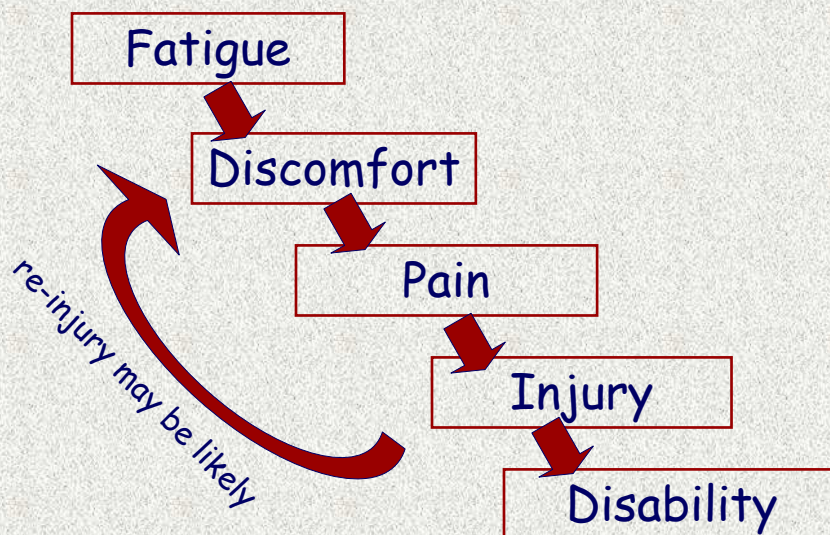 Fatigue
Discomfort
Pain
Injury
Disability
re-injury may be likely